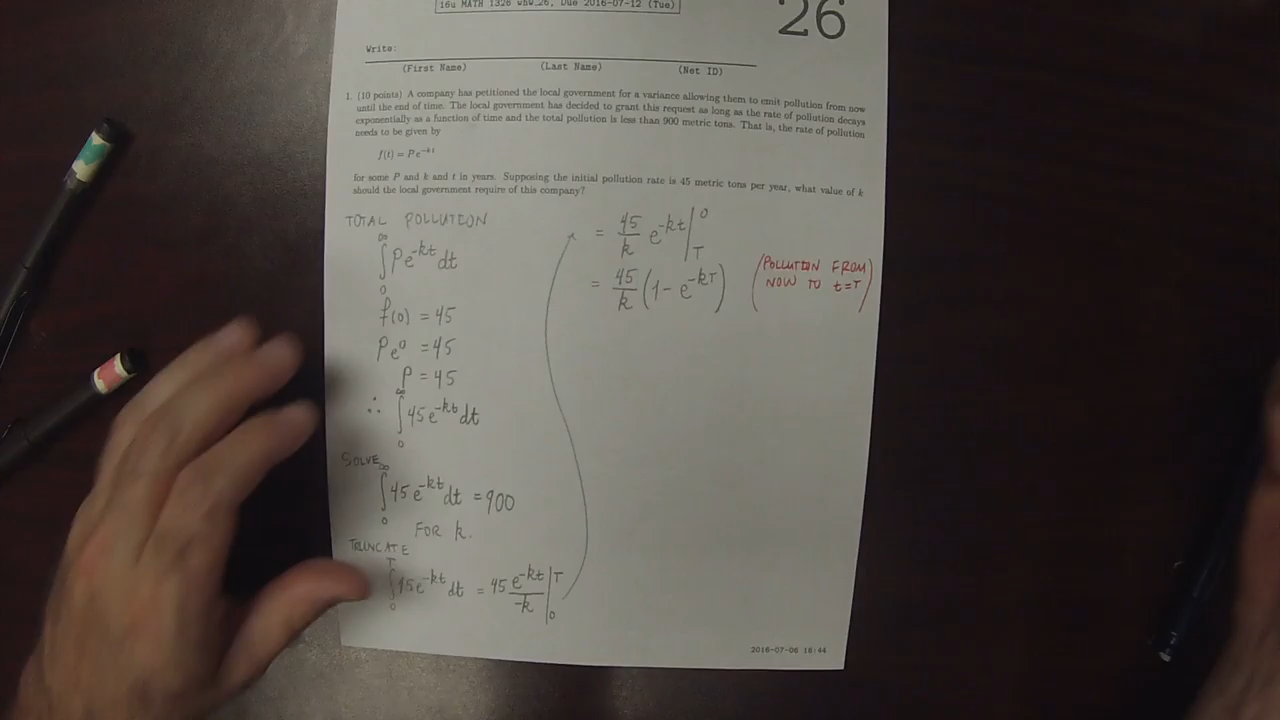 16u MATH 1326 whw_26, Due 2016-07-12 (Tue)
26
Write:
(First Name) (Last Name) (Net ID)
1. (10 points) A company has petitioned the local government for a variance allowing them to emit pollution from now
until the end of time. The local government has decided to grant this request as long as the rate of pollution decays
exponentially as a function of time and the total pollution is less than 900 metric tons. That is, the rate of pollution
needs to be given by
f(t) = Pe^{-kt}
for some P and k and t in years. Supposing the initial pollution rate is 45 metric tons per year, what value of k
should the local government require of this company?
TOTAL POLLUTION
∫_0^∞ Pe^{-kt} dt
f(0) = 45
Pe^0 = 45
P = 45
∴ ∫_0^∞ 45e^{-kt} dt
SOLVE
∫_0^∞ 45e^{-kt} dt = 900
FOR k.
TRUNCATE
∫_0^T 45e^{-kt} dt = 45 e^{-kt}/-k |_0^T
= 45/k e^{-kt} |_T^0
= 45/k (1 - e^{-kT})
(POLLUTION FROM
NOW TO t=T)
2016-07-06 16:44